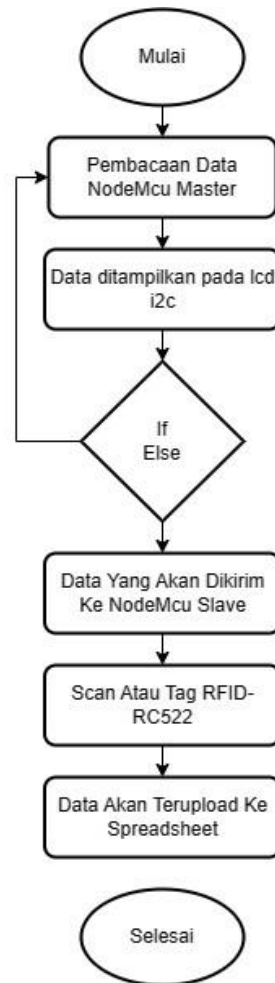 Mulai
Pembacaan Data
NodeMcu Master
Data ditampilkan pada lcd
i2c
If
Else
Data Yang Akan Dikirim
Ke NodeMcu Slave
Scan Atau Tag RFID-
RC522
Data Akan Terupload Ke
Spreadsheet
Selesai